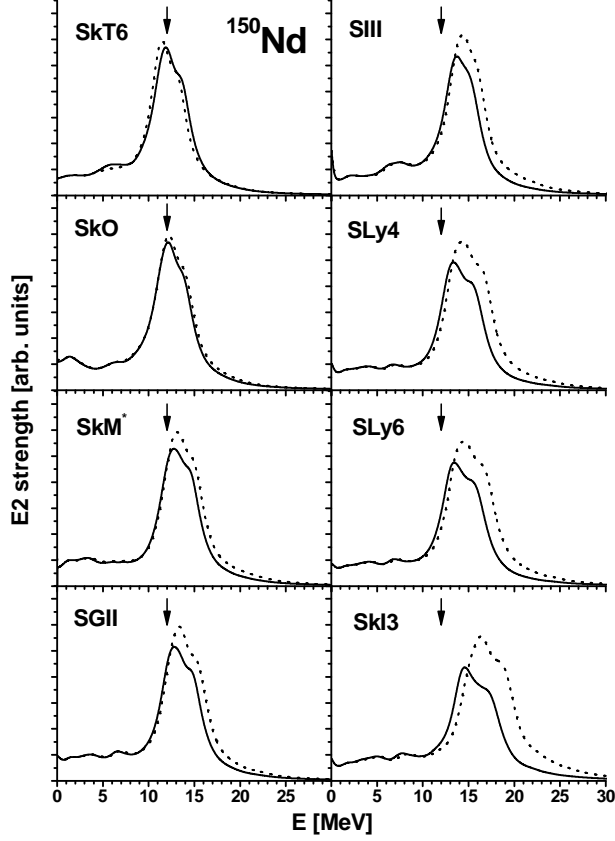 SkT6
¹⁵⁰Nd
SIII
SkO
SLy4
SkM*
SLy6
SGII
SkI3
E2 strength [arb. units]
0 5 10 15 20 25
0 5 10 15 20 25 30
E [MeV]